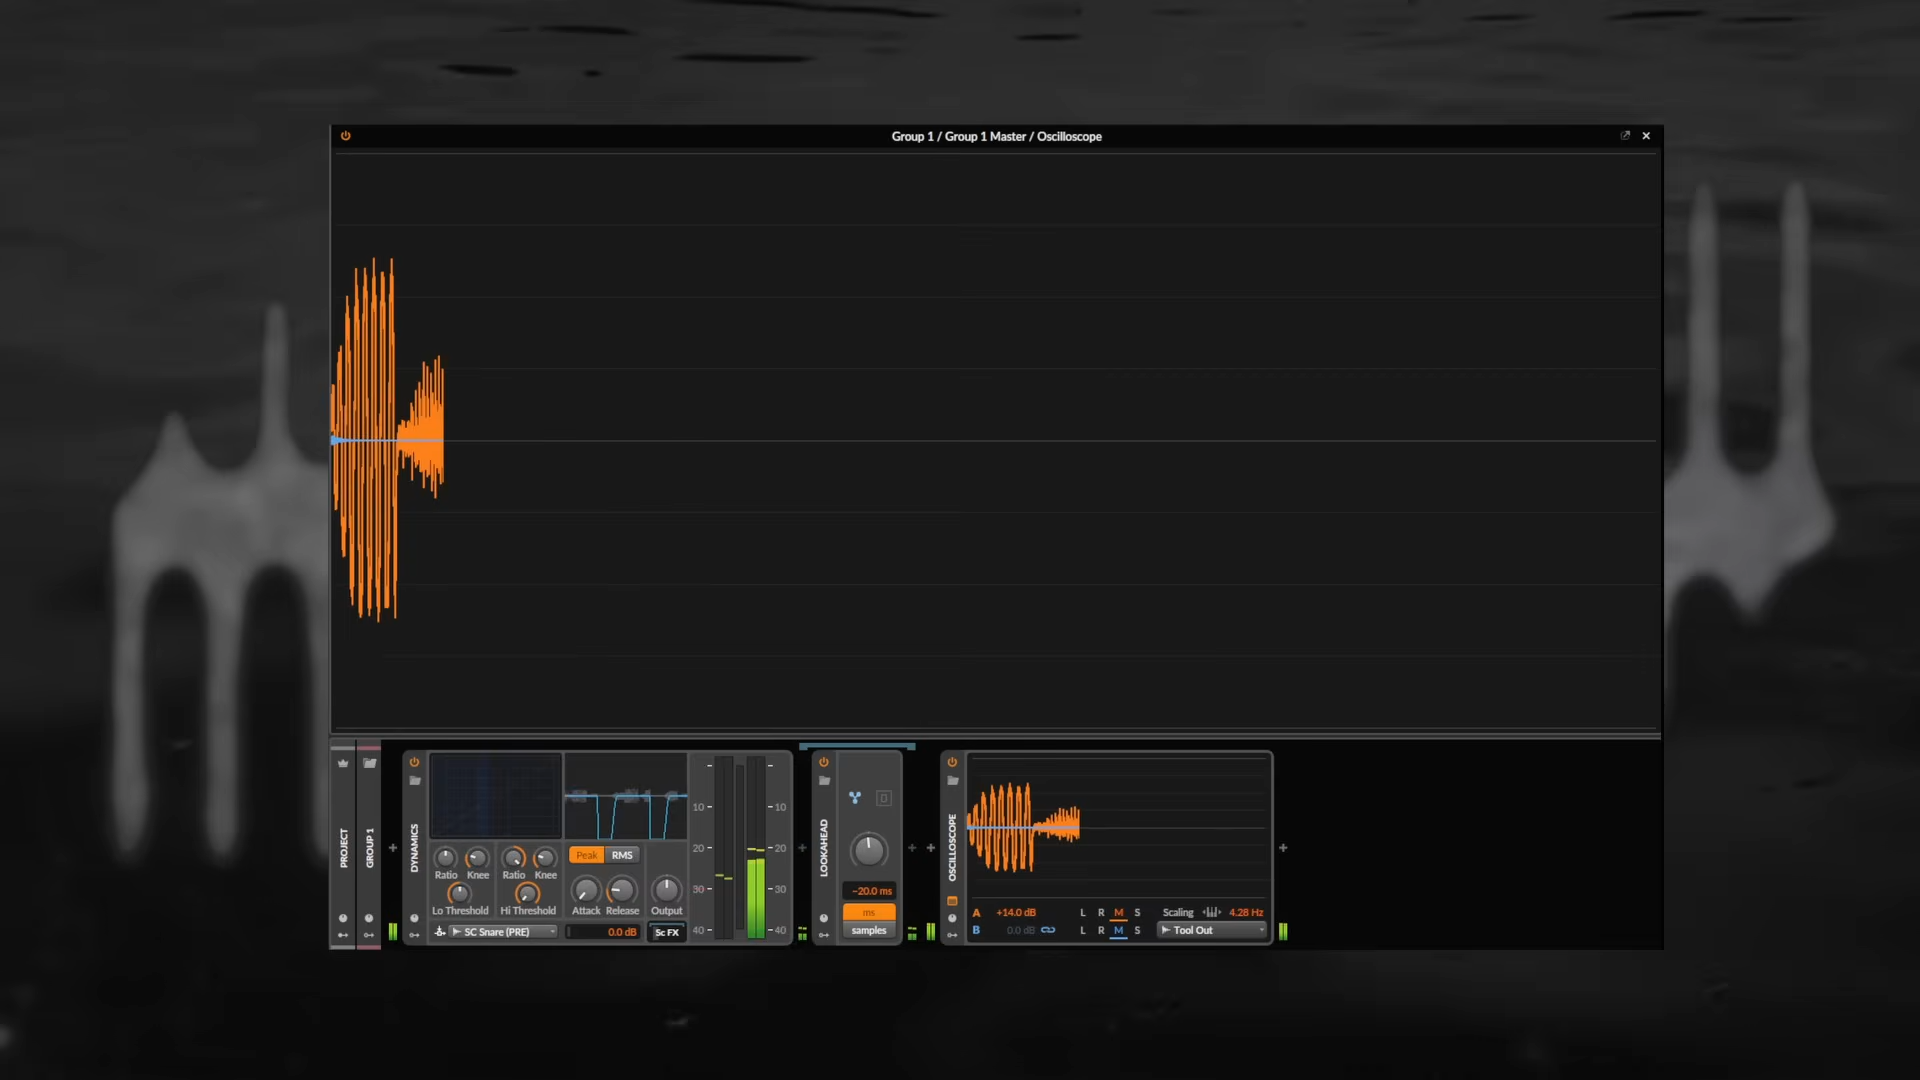 Group 1 / Group 1 Master / Oscilloscope
PROJECT
GROUP 1
DYNAMICS
Ratio Knee Ratio Knee
Lo Threshold Hi Threshold
Peak RMS
Attack Release Output
SC Snare (PRE) 0.0 dB Sc FX
10 10
20 20
30 30
40 40
LOOKAHEAD
−20.0 ms
ms
samples
OSCILLOSCOPE
A +14.0 dB L R M S Scaling 4.28 Hz
B 0.0 dB L R M S Tool Out